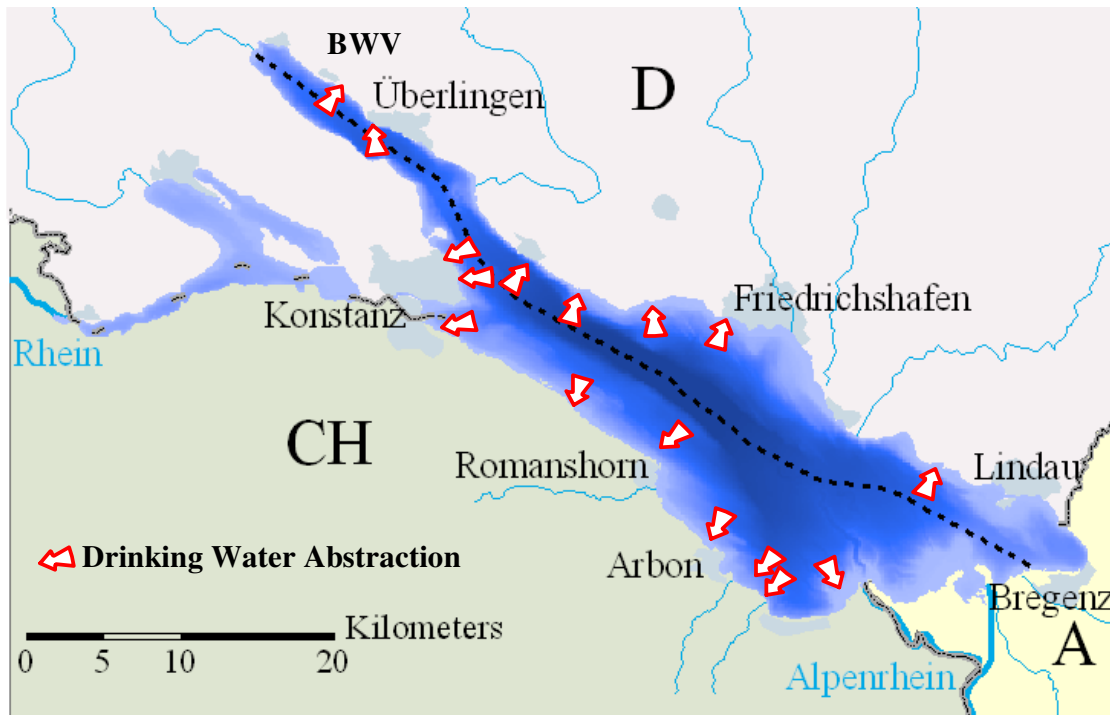 BWV
D
Überlingen
Friedrichshafen
Konstanz
Rhein
CH
Romanshorn
Lindau
Drinking Water Abstraction
Arbon
Bregenz
Kilometers
A
0 5 10 20
Alpenrhein